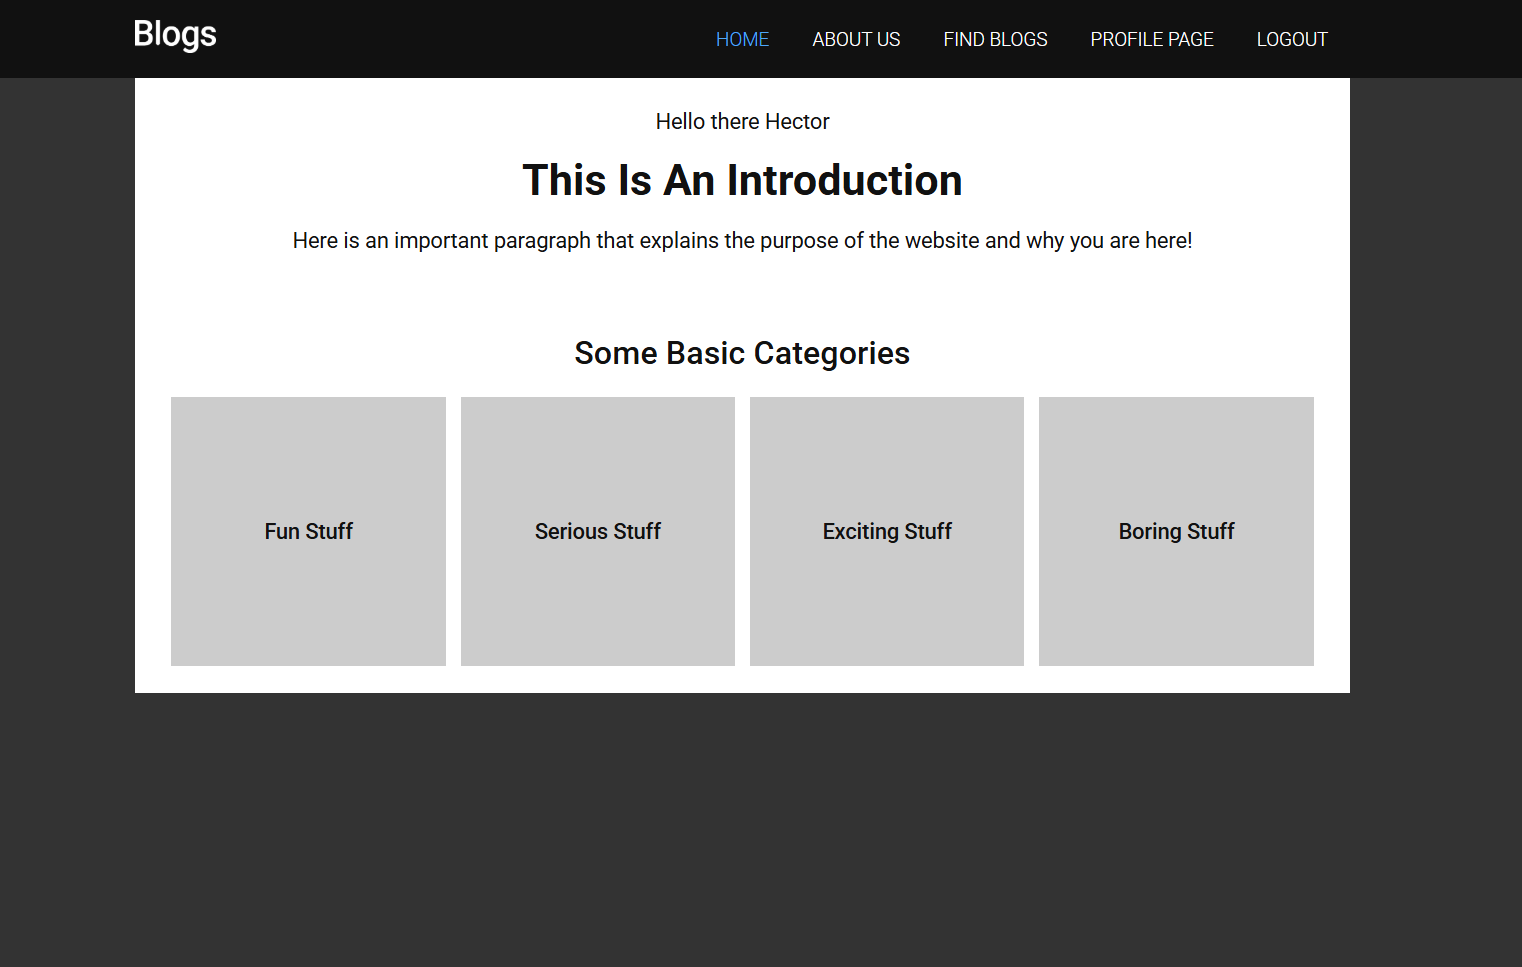 Blogs
HOME ABOUT US FIND BLOGS PROFILE PAGE LOGOUT
Hello there Hector
This Is An Introduction
Here is an important paragraph that explains the purpose of the website and why you are here!
Some Basic Categories
Fun Stuff
Serious Stuff
Exciting Stuff
Boring Stuff